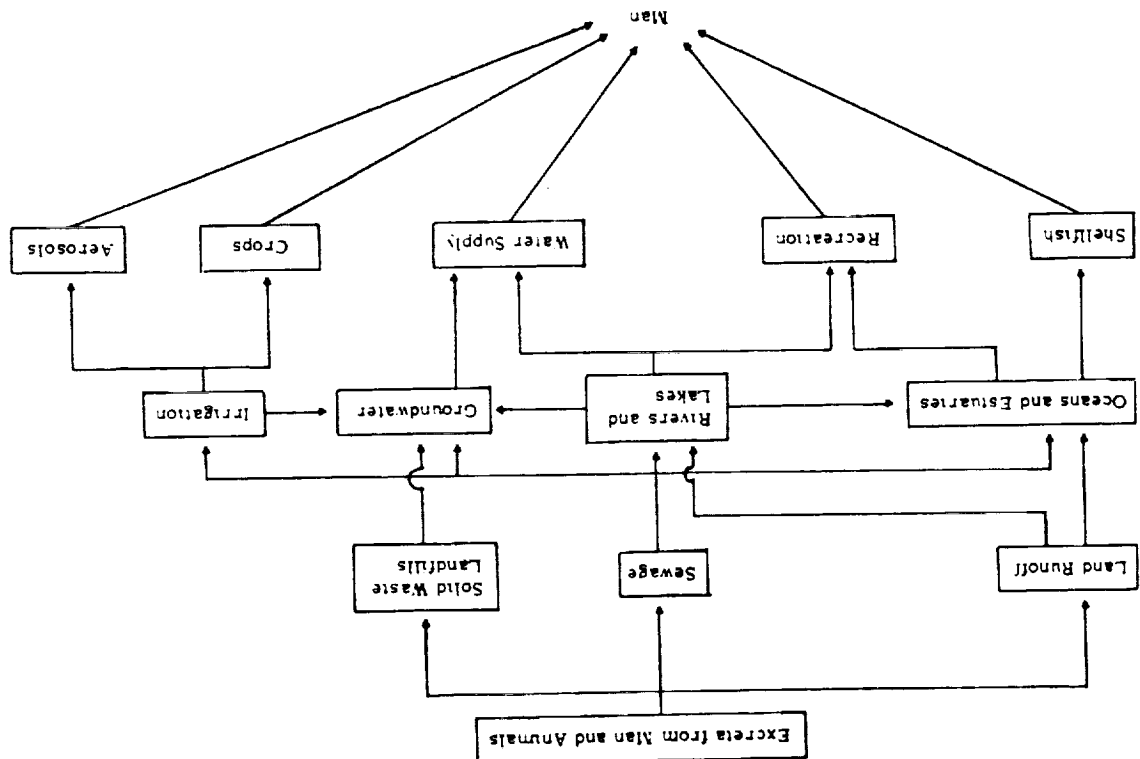 Excreta from Man and Animals
Land Runoff
Sewage
Solid Waste
Landfills
Oceans and Estuaries
Rivers and
Lakes
Groundwater
Irrigation
Shellfish
Recreation
Water Supply
Crops
Aerosols
Man